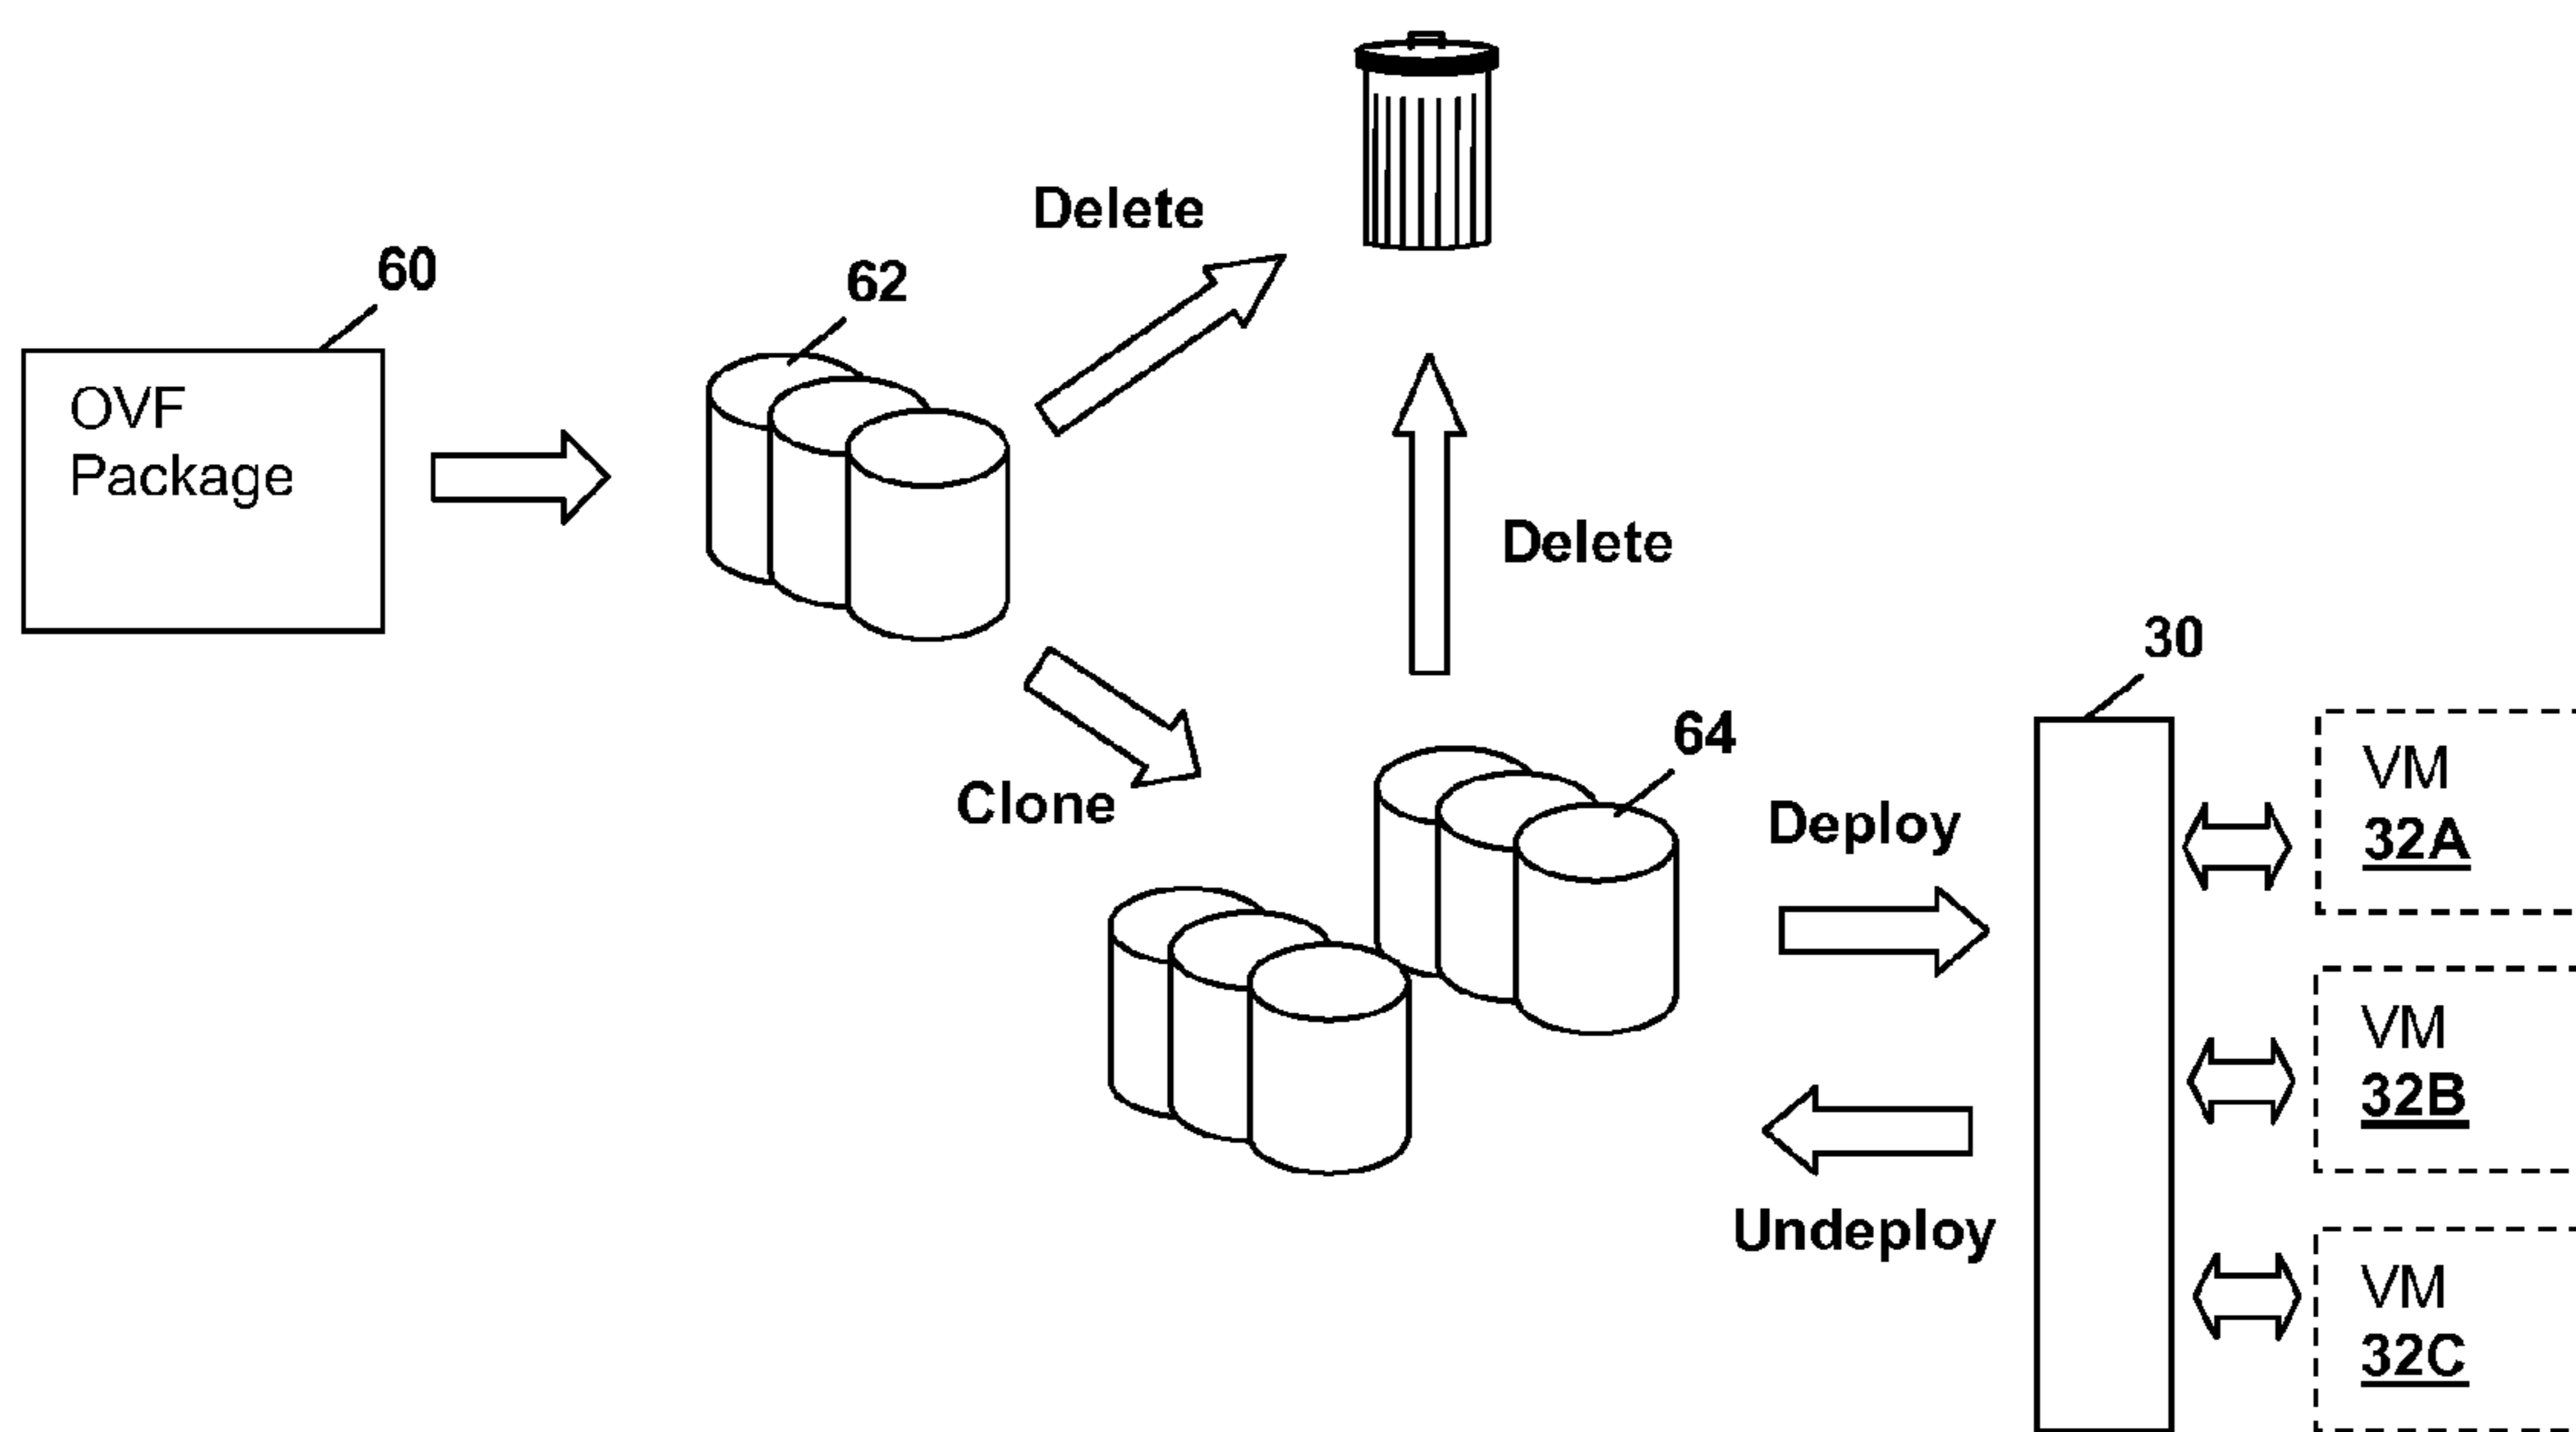 Delete
60
62
OVF
Package
Delete
30
64
Clone
Deploy
VM
32A
VM
32B
Undeploy
VM
32C